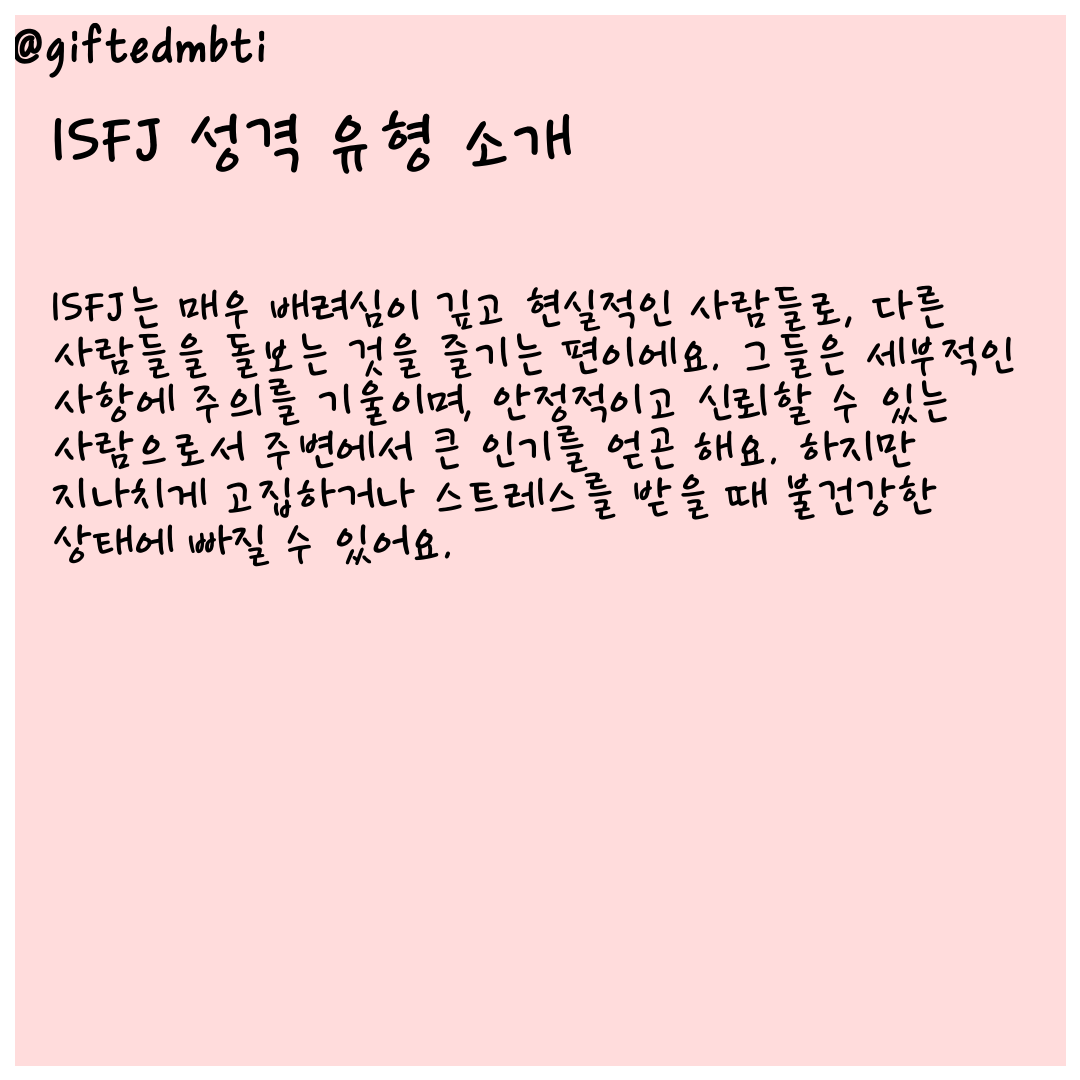 @giftedmbti
ISFJ 성격 유형 소개
ISFJ는 매우 배려심이 깊고 현실적인 사람들로, 다른
사람들을 돌보는 것을 즐기는 편이에요. 그들은 세부적인
사항에 주의를 기울이며, 안정적이고 신뢰할 수 있는
사람으로서 주변에서 큰 인기를 얻곤 해요. 하지만
지나치게 고집하거나 스트레스를 받을 때 불건강한
상태에 빠질 수 있어요.